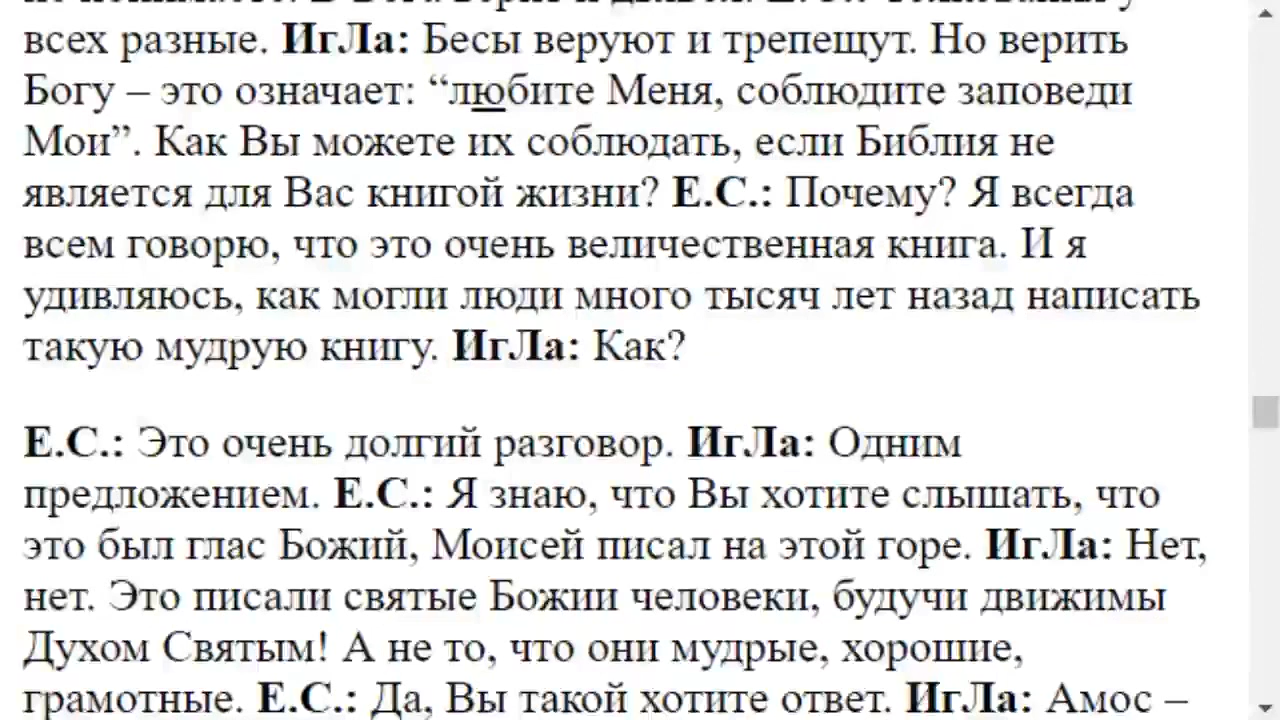 всех разные. ИгЛа: Бесы веруют и трепещут. Но верить
Богу – это означает: “любите Меня, соблюдите заповеди
Мои”. Как Вы можете их соблюдать, если Библия не
является для Вас книгой жизни? Е.С.: Почему? Я всегда
всем говорю, что это очень величественная книга. И я
удивляюсь, как могли люди много тысяч лет назад написать
такую мудрую книгу. ИгЛа: Как?
Е.С.: Это очень долгий разговор. ИгЛа: Одним
предложением. Е.С.: Я знаю, что Вы хотите слышать, что
это был глас Божий, Моисей писал на этой горе. ИгЛа: Нет,
нет. Это писали святые Божии человеки, будучи движимы
Духом Святым! А не то, что они мудрые, хорошие,
грамотные. Е.С.: Да, Вы такой хотите ответ. ИгЛа: Амос –